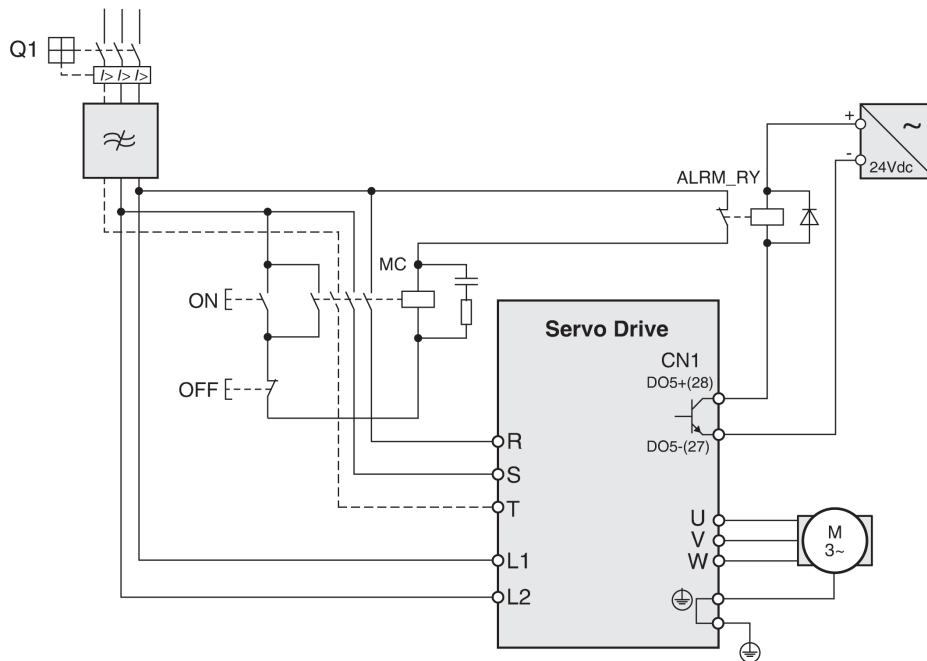 Q1
I> I> I>
+
~
-
24Vdc
ALRM_RY
MC
ON
OFF
Servo Drive
CN1
DO5+(28)
DO5-(27)
R
S
T
L1
L2
U
V
W
M
3~